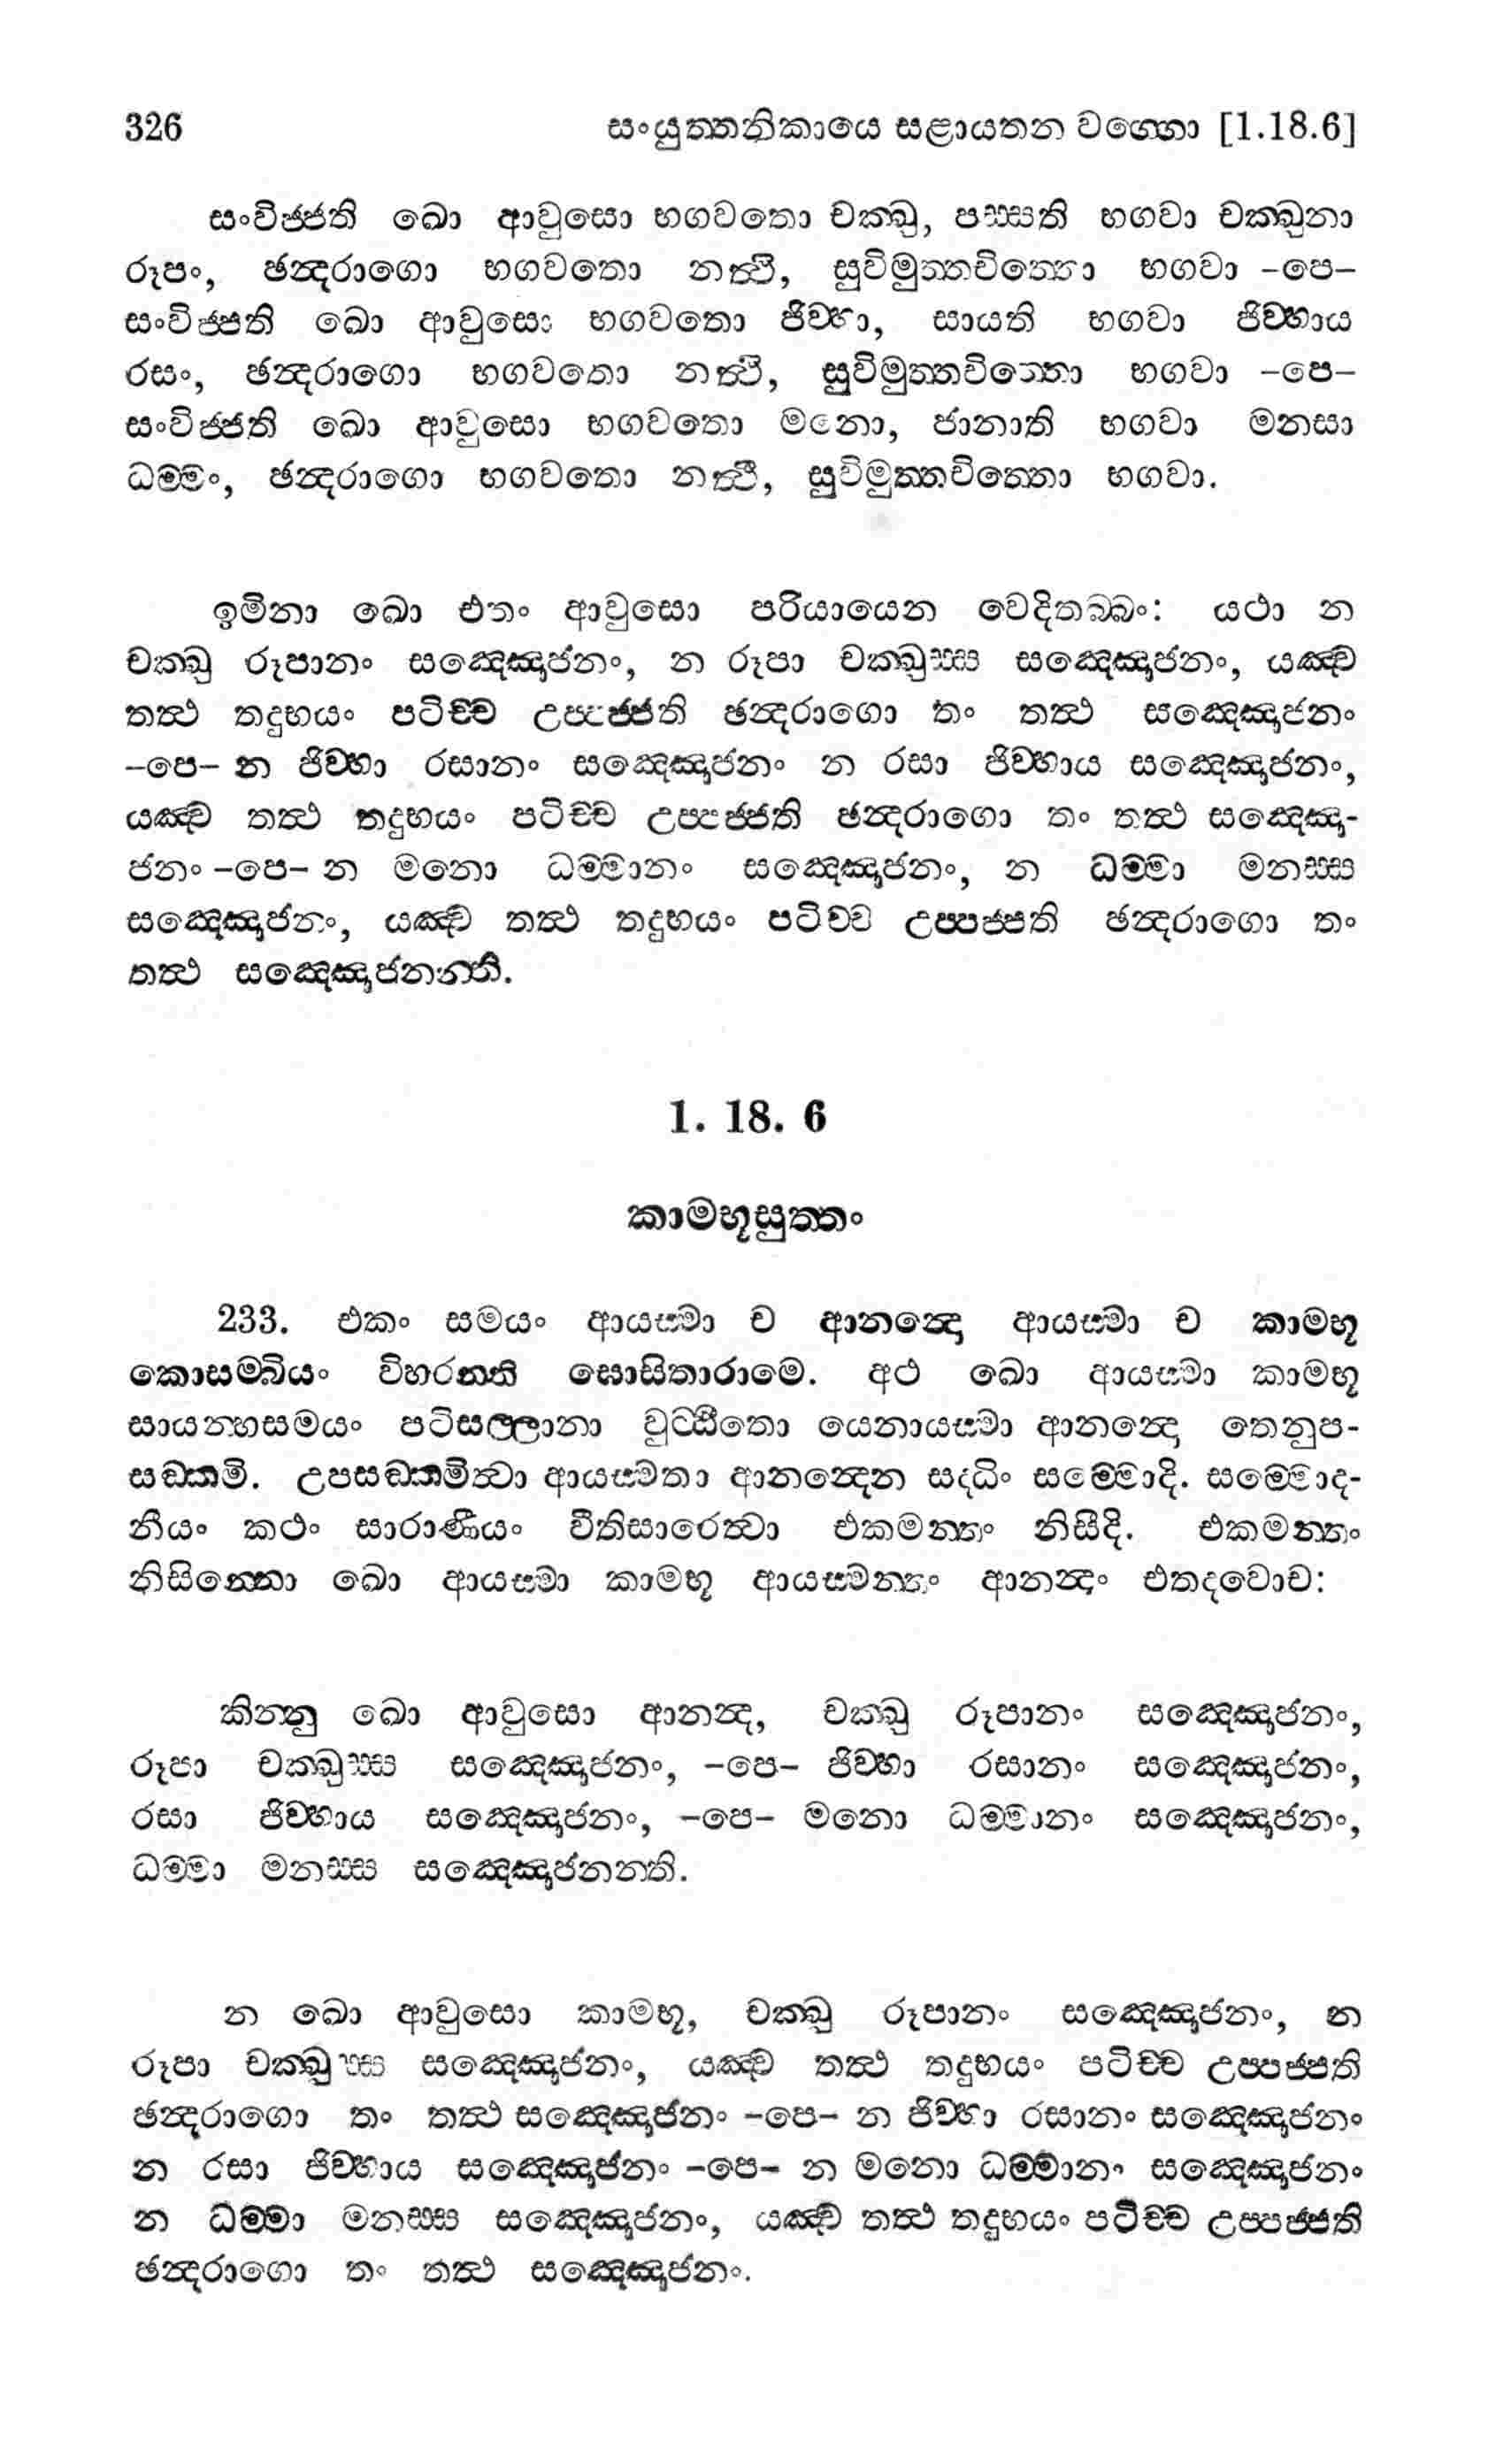 326 සංයුත්තනිකායෙ සළායතන වග්ගො [1.18.6]
සංවිජ්ජති ඛො ආවුසො භගවතො චක්ඛු, පස්සති භගවා චක්ඛුනා
රූපං, ඡන්දරාගො භගවතො නත්ථි, සුවිමුත්තචිත්තො භගවා -පෙ-
සංවිජ්ජති ඛො ආවුසො භගවතො ජිව්හා, සායති භගවා ජිව්හාය
රසං, ඡන්දරාගො භගවතො නත්ථි, සුවිමුත්තචිත්තො භගවා -පෙ-
සංවිජ්ජති ඛො ආවුසො භගවතො මනො, ජානාති භගවා මනසා
ධම්මං, ඡන්දරාගො භගවතො නත්ථි, සුවිමුත්තචිත්තො භගවා.
ඉමිනා ඛො එතං ආවුසො පරියායෙන වෙදිතබ්බං: යථා න
චක්ඛු රූපානං සඤ්ඤොජනං, න රූපා චක්ඛුස්ස සඤ්ඤොජනං, යඤ්ච
තත්ථ තදුභයං පටිච්ච උප්පජ්ජති ඡන්දරාගො තං තත්ථ සඤ්ඤොජනං
-පෙ- න ජිව්හා රසානං සඤ්ඤොජනං න රසා ජිව්හාය සඤ්ඤොජනං,
යඤ්ච තත්ථ තදුභයං පටිච්ච උප්පජ්ජති ඡන්දරාගො තං තත්ථ සඤ්ඤො-
ජනං -පෙ- න මනො ධම්මානං සඤ්ඤොජනං, න ධම්මා මනස්ස
සඤ්ඤොජනං, යඤ්ච තත්ථ තදුභයං පටිච්ච උප්පජ්ජති ඡන්දරාගො තං
තත්ථ සඤ්ඤොජනන්ති.
1. 18. 6
කාමභූසුත්තං
233. එකං සමයං ආයස්මා ච ආනන්දො ආයස්මා ච කාමභූ
කොසම්බියං විහරන්ති ඝොසිතාරාමෙ. අථ ඛො ආයස්මා කාමභූ
සායන්හසමයං පටිසල්ලානා වුට්ඨිතො යෙනායස්මා ආනන්දො තෙනුප-
සඞ්කමි. උපසඞ්කමිත්වා ආයස්මතා ආනන්දෙන සද්ධිං සම්මොදි. සම්මොද-
නීයං කථං සාරාණීයං වීතිසාරෙත්වා එකමන්තං නිසීදි. එකමන්තං
නිසින්නො ඛො ආයස්මා කාමභූ ආයස්මන්තං ආනන්දං එතදවොච:
කින්නු ඛො ආවුසො ආනන්ද, චක්ඛු රූපානං සඤ්ඤොජනං,
රූපා චක්ඛුස්ස සඤ්ඤොජනං, -පෙ- ජිව්හා රසානං සඤ්ඤොජනං,
රසා ජිව්හාය සඤ්ඤොජනං, -පෙ- මනො ධම්මානං සඤ්ඤොජනං,
ධම්මා මනස්ස සඤ්ඤොජනන්ති.
න ඛො ආවුසො කාමභූ, චක්ඛු රූපානං සඤ්ඤොජනං, න
රූපා චක්ඛුස්ස සඤ්ඤොජනං, යඤ්ච තත්ථ තදුභයං පටිච්ච උප්පජ්ජති
ඡන්දරාගො තං තත්ථ සඤ්ඤොජනං -පෙ- න ජිව්හා රසානං සඤ්ඤොජනං
න රසා ජිව්හාය සඤ්ඤොජනං -පෙ- න මනො ධම්මානං සඤ්ඤොජනං
න ධම්මා මනස්ස සඤ්ඤොජනං, යඤ්ච තත්ථ තදුභයං පටිච්ච උප්පජ්ජති
ඡන්දරාගො තං තත්ථ සඤ්ඤොජනං.